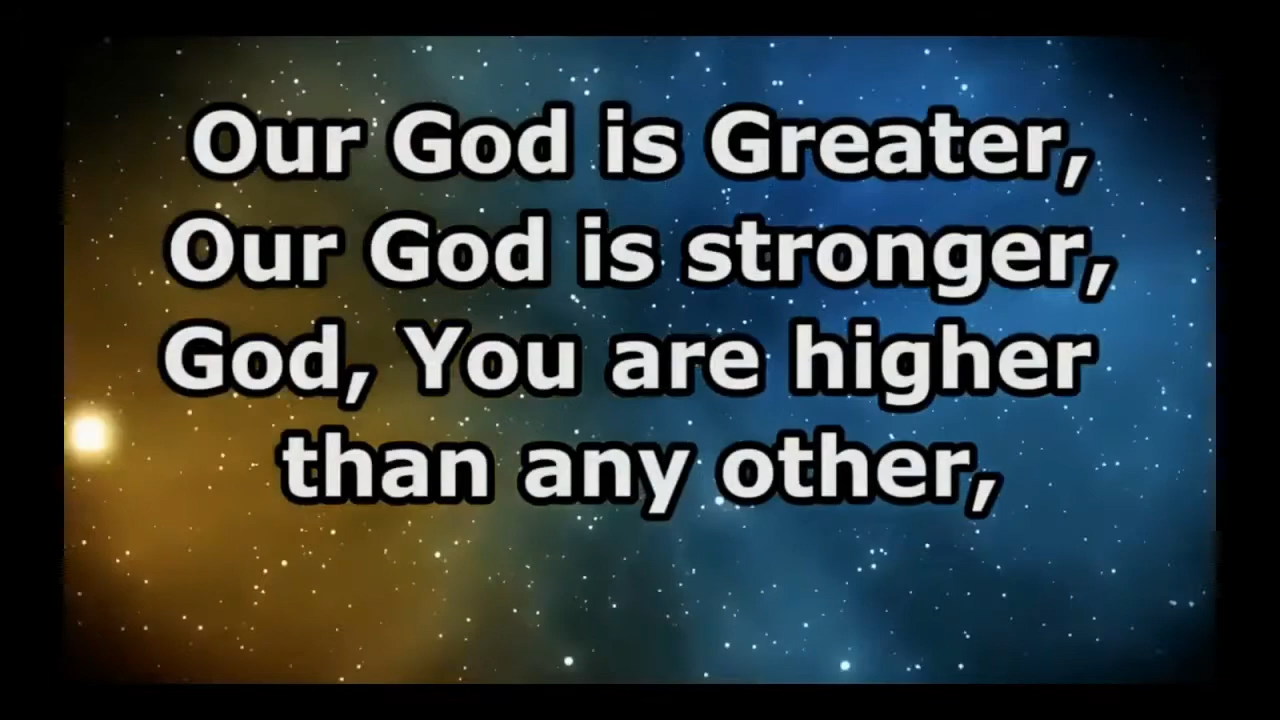 Our God is Greater,
Our God is stronger,
God, You are higher
than any other,